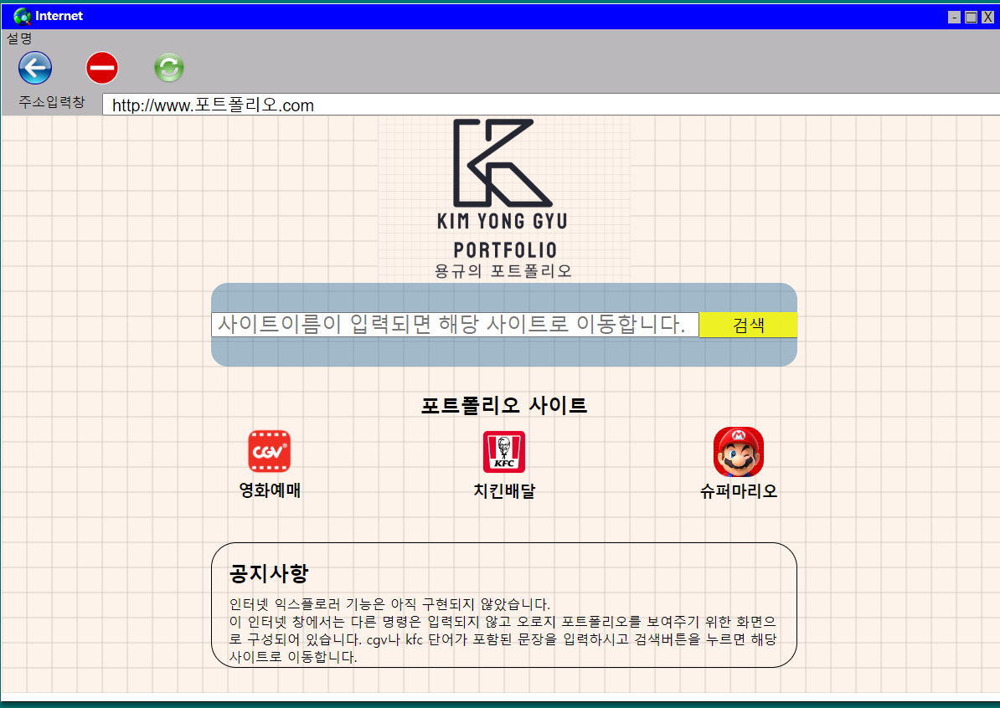 Internet
- □ X
설명
주소입력창 http://www.포트폴리오.com
KIM YONG GYU
PORTFOLIO
용규의 포트폴리오
사이트이름이 입력되면 해당 사이트로 이동합니다. 검색
포트폴리오 사이트
CGV KFC M
영화예매 치킨배달 슈퍼마리오
공지사항
인터넷 익스플로러 기능은 아직 구현되지 않았습니다.
이 인터넷 창에서는 다른 명령은 입력되지 않고 오로지 포트폴리오를 보여주기 위한 화면으
로 구성되어 있습니다. cgv나 kfc 단어가 포함된 문장을 입력하시고 검색버튼을 누르면 해당
사이트로 이동합니다.